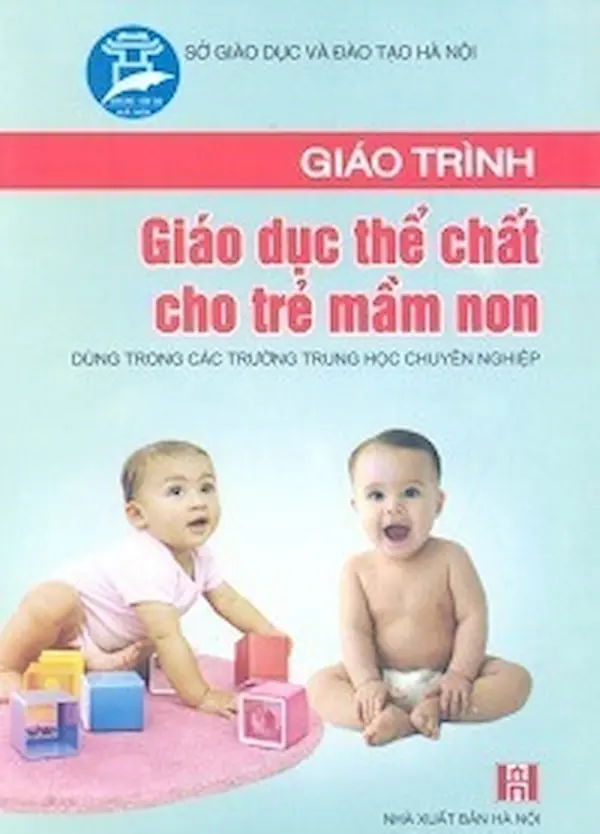 SỞ GIÁO DỤC VÀ ĐÀO TẠO HÀ NỘI
GIÁO TRÌNH
Giáo dục thể chất
cho trẻ mầm non
DÙNG TRONG CÁC TRƯỜNG TRUNG HỌC CHUYÊN NGHIỆP
NHÀ XUẤT BẢN HÀ NỘI